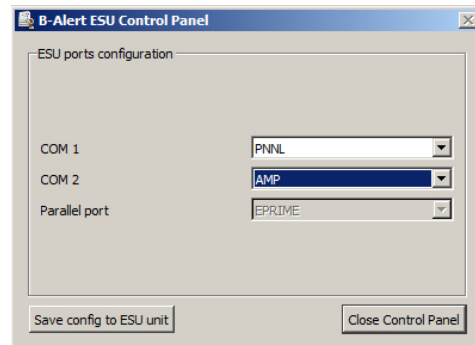 B-Alert ESU Control Panel
ESU ports configuration
COM 1 PNNL
COM 2 AMP
Parallel port EPRIME
Save config to ESU unit Close Control Panel